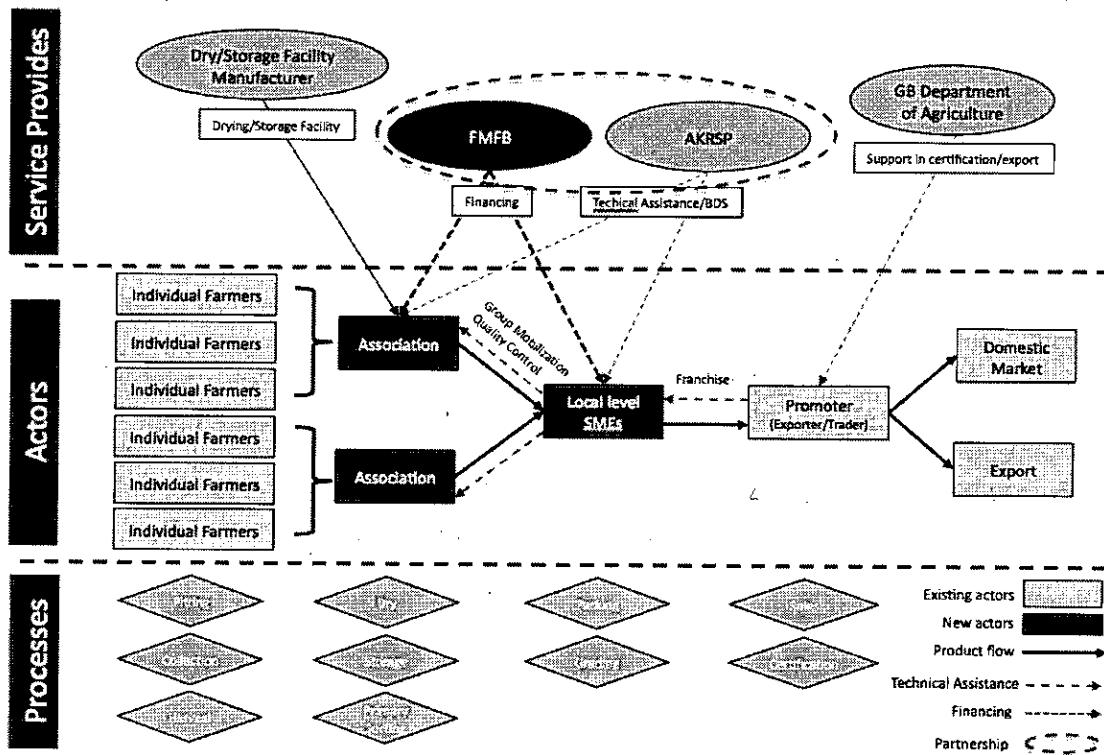 Service Provides
Dry/Storage Facility
Manufacturer
Drying/Storage Facility
FMFB
AKRSP
GB Department
of Agriculture
Support in certification/export
Financing
Techical Assistance/BDS
Actors
Individual Farmers
Individual Farmers
Individual Farmers
Individual Farmers
Individual Farmers
Individual Farmers
Association
Association
Group Mobilization
Quality Control
Local level
SMEs
Franchise
Promoter
(Exporter/Trader)
Domestic
Market
Export
Processes
Dry
Collection
Certification
Existing actors
New actors
Product flow
Technical Assistance
Financing
Partnership